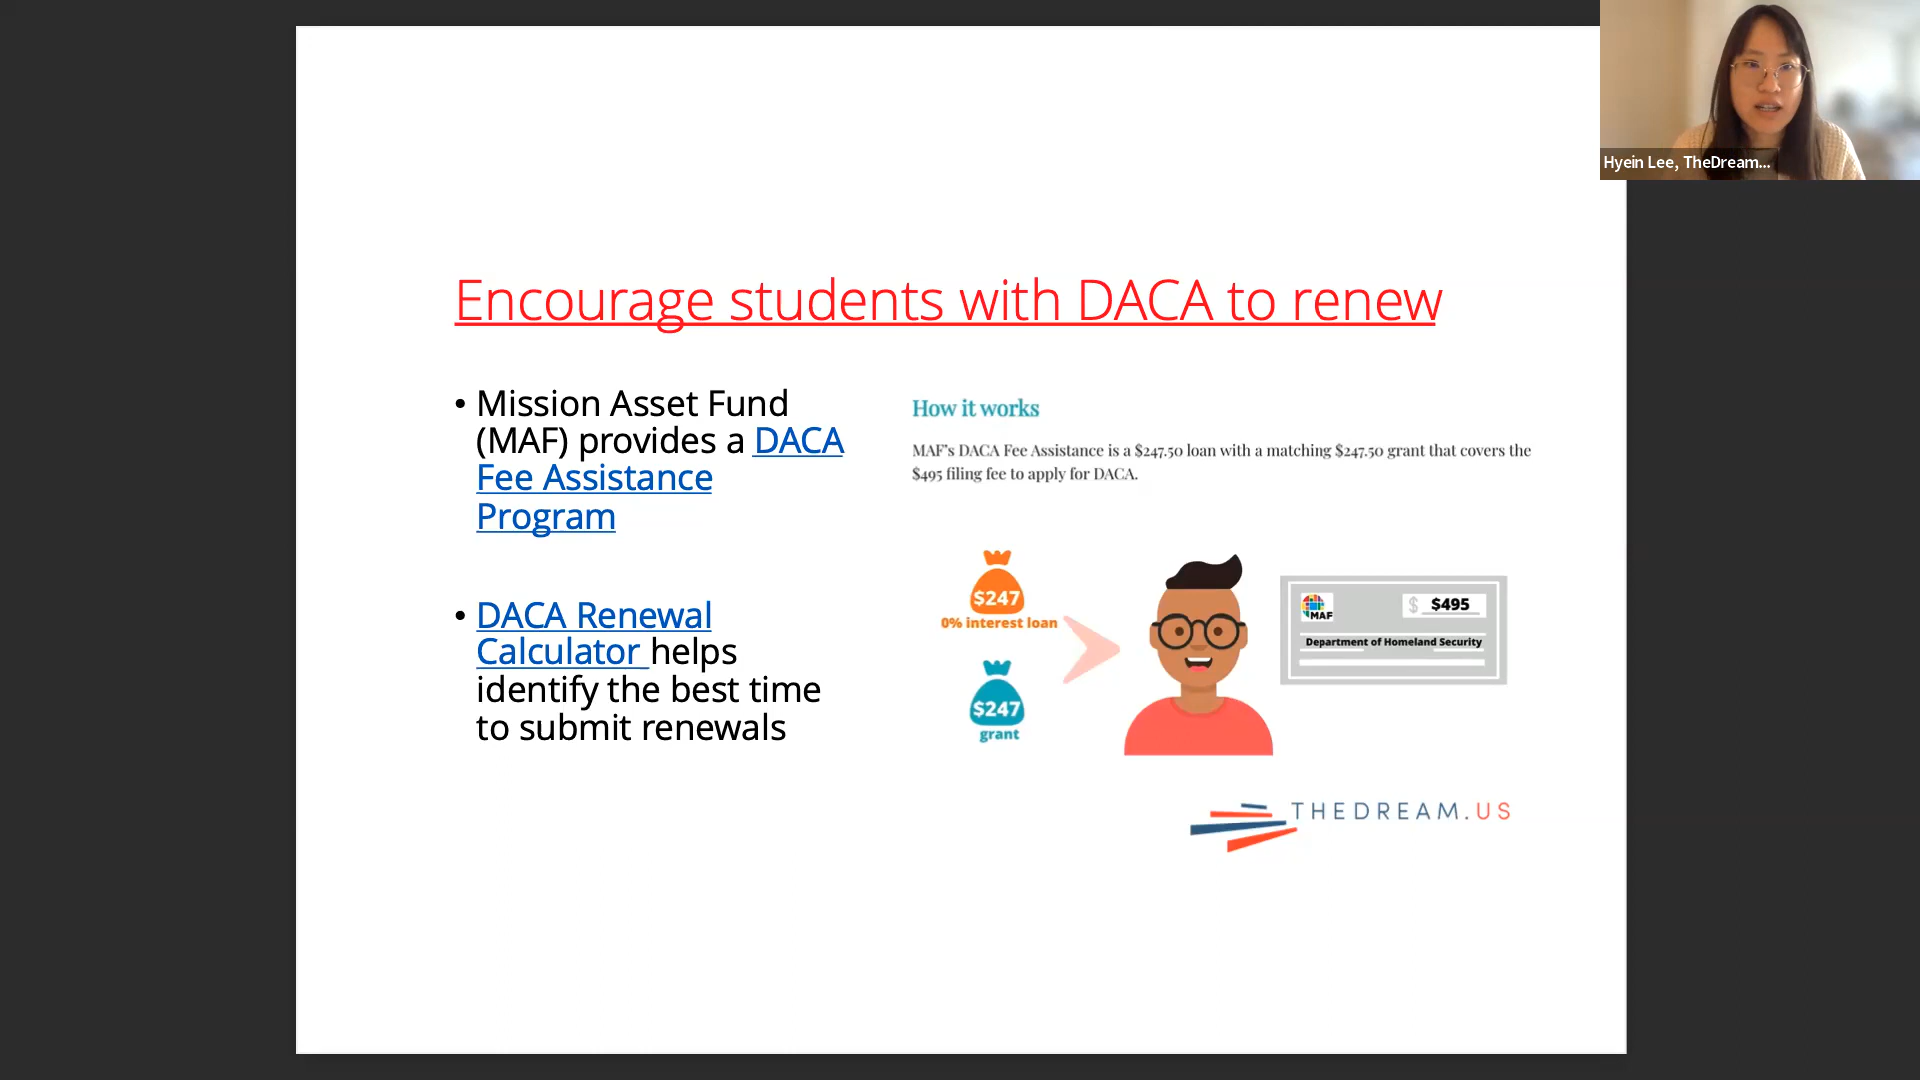 Hyein Lee, TheDream...
Encourage students with DACA to renew
• Mission Asset Fund
(MAF) provides a DACA
Fee Assistance
Program
• DACA Renewal
Calculator helps
identify the best time
to submit renewals
How it works
MAF's DACA Fee Assistance is a $247.50 loan with a matching $247.50 grant that covers the
$495 filing fee to apply for DACA.
$247
0% interest loan
$247
grant
MAF
$ $495
Department of Homeland Security
THEDREAM.US